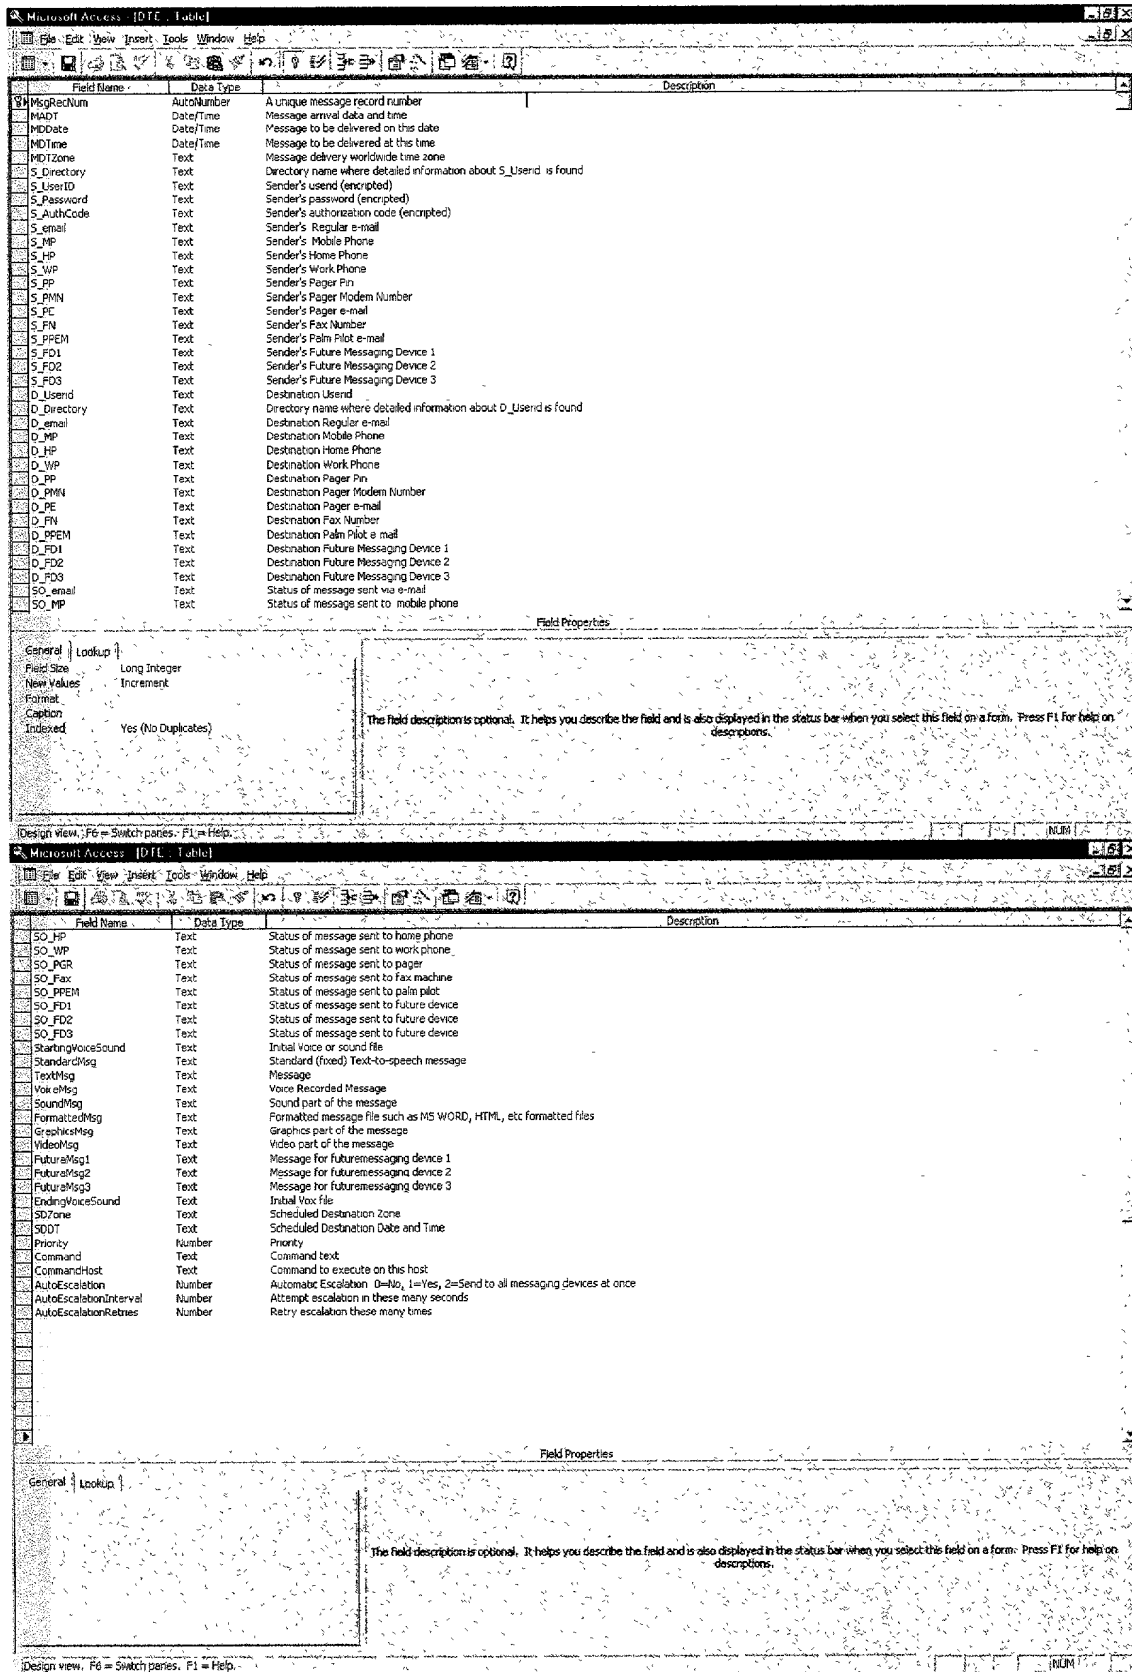 Microsoft Access - [DTE : Table]
File Edit View Insert Tools Window Help
Field Name Data Type Description
MsgRecNum AutoNumber A unique message record number
MADT Date/Time Message arrival data and time
MDDate Date/Time Message to be delivered on this date
MDTime Date/Time Message to be delivered at this time
MDTZone Text Message delivery worldwide time zone
S_Directory Text Directory name where detailed information about S_Userid is found
S_UserID Text Sender's userid (encripted)
S_Password Text Sender's password (encripted)
S_AuthCode Text Sender's authorization code (encripted)
S_email Text Sender's Regular e-mail
S_MP Text Sender's Mobile Phone
S_HP Text Sender's Home Phone
S_WP Text Sender's Work Phone
S_PP Text Sender's Pager Pin
S_PMN Text Sender's Pager Modem Number
S_PE Text Sender's Pager e-mail
S_FN Text Sender's Fax Number
S_PPEM Text Sender's Palm Pilot e-mail
S_FD1 Text Sender's Future Messaging Device 1
S_FD2 Text Sender's Future Messaging Device 2
S_FD3 Text Sender's Future Messaging Device 3
D_Userid Text Destination Userid
D_Directory Text Directory name where detailed information about D_Userid is found
D_email Text Destination Regular e-mail
D_MP Text Destination Mobile Phone
D_HP Text Destination Home Phone
D_WP Text Destination Work Phone
D_PP Text Destination Pager Pin
D_PMN Text Destination Pager Modem Number
D_PE Text Destination Pager e-mail
D_FN Text Destination Fax Number
D_PPEM Text Destination Palm Pilot e mail
D_FD1 Text Destination Future Messaging Device 1
D_FD2 Text Destination Future Messaging Device 2
D_FD3 Text Destination Future Messaging Device 3
SO_email Text Status of message sent via e-mail
SO_MP Text Status of message sent to mobile phone
Field Properties
General Lookup
Field Size Long Integer
New Values Increment
Format
Caption
Indexed Yes (No Duplicates)
The field description is optional. It helps you describe the field and is also displayed in the status bar when you select this field on a form. Press F1 for help on
descriptions.
Design view. F6 = Switch panes. F1 = Help. NUM
Microsoft Access - [DTE : Table]
File Edit View Insert Tools Window Help
Field Name Data Type Description
SO_HP Text Status of message sent to home phone
SO_WP Text Status of message sent to work phone
SO_PGR Text Status of message sent to pager
SO_Fax Text Status of message sent to fax machine
SO_PPEM Text Status of message sent to palm pilot
SO_FD1 Text Status of message sent to future device
SO_FD2 Text Status of message sent to future device
SO_FD3 Text Status of message sent to future device
StartingVoiceSound Text Initial Voice or sound file
StandardMsg Text Standard (fixed) Text-to-speech message
TextMsg Text Message
VoiceMsg Text Voice Recorded Message
SoundMsg Text Sound part of the message
FormattedMsg Text Formatted message file such as MS WORD, HTML, etc formatted files
GraphicsMsg Text Graphics part of the message
VideoMsg Text Video part of the message
FutureMsg1 Text Message for futuremessaging device 1
FutureMsg2 Text Message for futuremessaging device 2
FutureMsg3 Text Message for futuremessaging device 3
EndingVoiceSound Text Initial Vox file
SDZone Text Scheduled Destination Zone
SDDT Text Scheduled Destination Date and Time
Priority Number Priority
Command Text Command text
CommandHost Text Command to execute on this host
AutoEscalation Number Automatic Escalation 0=No, 1=Yes, 2=Send to all messaging devices at once
AutoEscalationInterval Number Attempt escalation in these many seconds
AutoEscalationRetries Number Retry escalation these many times
Field Properties
General Lookup
The field description is optional. It helps you describe the field and is also displayed in the status bar when you select this field on a form. Press F1 for help on
descriptions.
Design view. F6 = Switch panes. F1 = Help. NUM